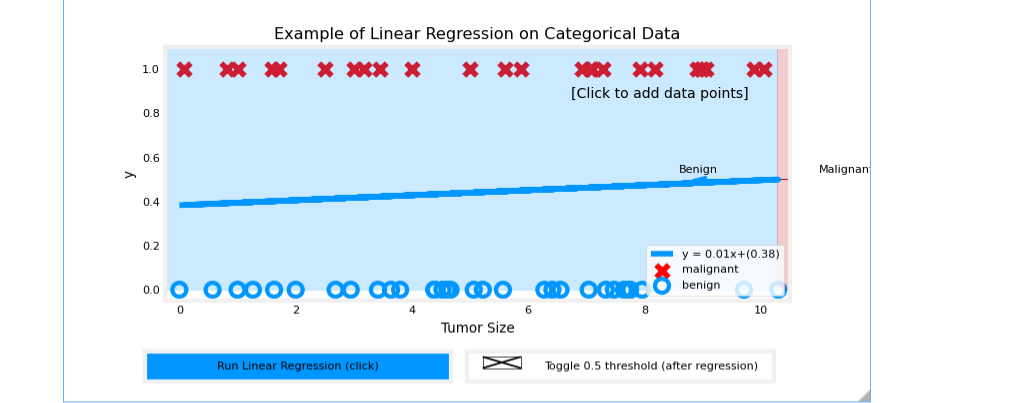 Example of Linear Regression on Categorical Data
1.0
[Click to add data points]
0.8
0.6
Benign
Malignant
y
0.4
0.2
y = 0.01x+(0.38)
malignant
benign
0.0
0 2 4 6 8 10
Tumor Size
Run Linear Regression (click)
Toggle 0.5 threshold (after regression)